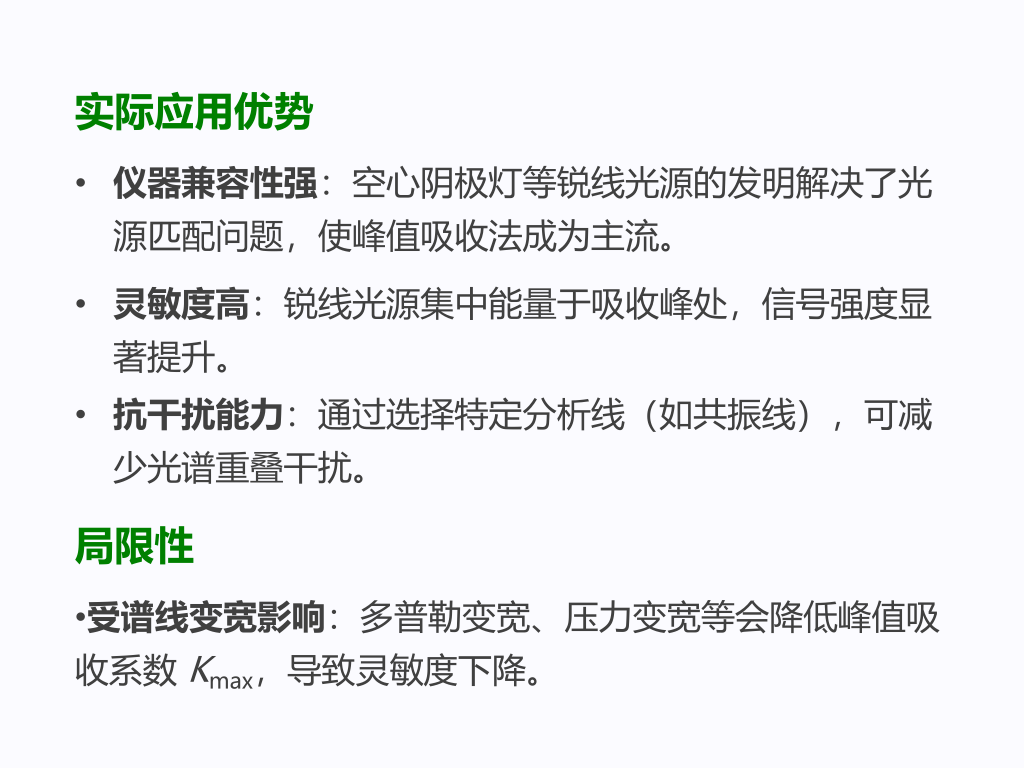 实际应用优势
• 仪器兼容性强：空心阴极灯等锐线光源的发明解决了光
源匹配问题，使峰值吸收法成为主流。
• 灵敏度高：锐线光源集中能量于吸收峰处，信号强度显
著提升。
• 抗干扰能力：通过选择特定分析线（如共振线），可减
少光谱重叠干扰。
局限性
•受谱线变宽影响：多普勒变宽、压力变宽等会降低峰值吸
收系数 Kmax，导致灵敏度下降。